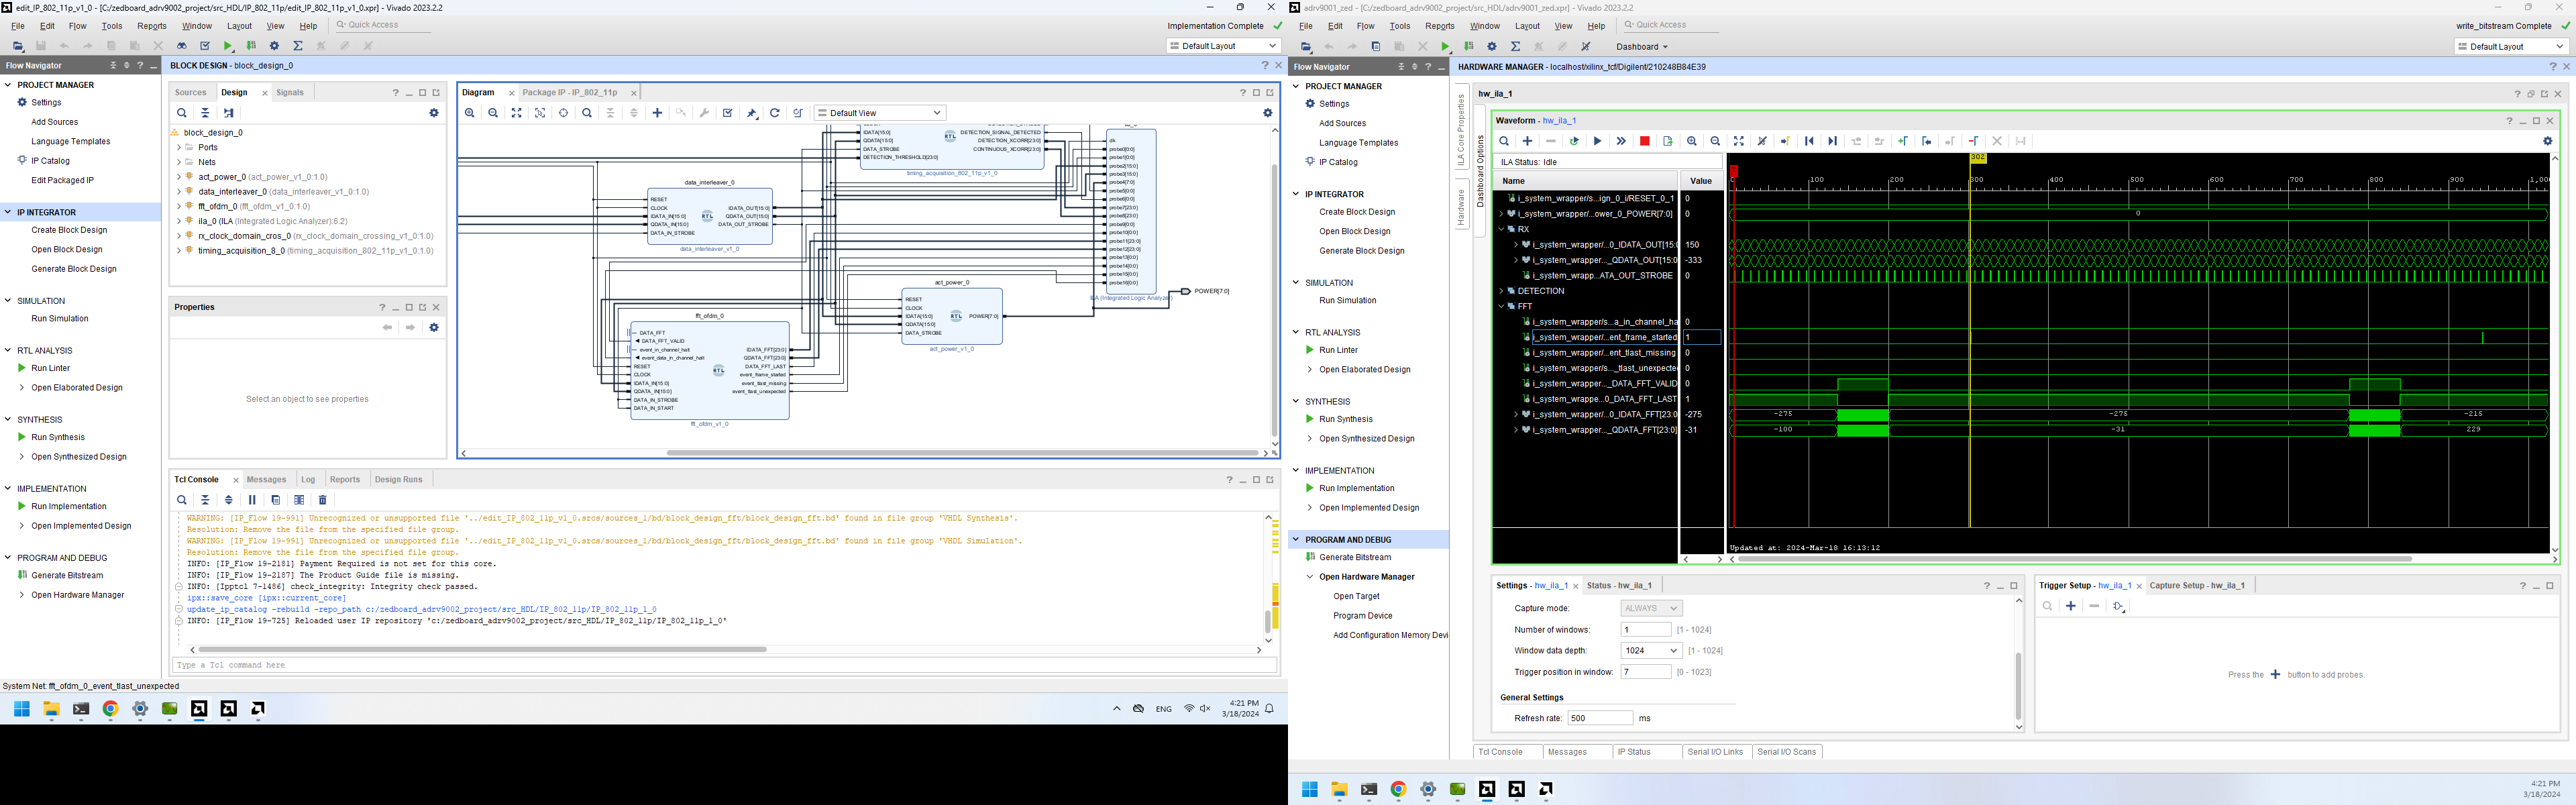 edit_IP_802_11p_v1_0 - [C:/zedboard_adrv9002_project/src_HDL/IP_802_11p/edit_IP_802_11p_v1_0.xpr] - Vivado 2023.2.2
File Edit Flow Tools Reports Window Layout View Help Quick Access
Implementation Complete
Default Layout
Flow Navigator
PROJECT MANAGER
Settings
Add Sources
Language Templates
IP Catalog
Edit Packaged IP
IP INTEGRATOR
Create Block Design
Open Block Design
Generate Block Design
SIMULATION
Run Simulation
RTL ANALYSIS
Run Linter
Open Elaborated Design
SYNTHESIS
Run Synthesis
Open Synthesized Design
IMPLEMENTATION
Run Implementation
Open Implemented Design
PROGRAM AND DEBUG
Generate Bitstream
Open Hardware Manager
BLOCK DESIGN - block_design_0
Sources Design Signals
block_design_0
Ports
Nets
act_power_0 (act_power_v1_0:1.0)
data_interleaver_0 (data_interleaver_v1_0:1.0)
fft_ofdm_0 (fft_ofdm_v1_0:1.0)
ila_0 (ILA (Integrated Logic Analyzer):6.2)
rx_clock_domain_cros_0 (rx_clock_domain_crossing_v1_0:1.0)
timing_acquisition_8_0 (timing_acquisition_802_11p_v1_0:1.0)
Properties
Select an object to see properties
Diagram Package IP - IP_802_11p
Default View
IDATA[15:0]
QDATA[15:0]
DATA_STROBE
DETECTION_THRESHOLD[23:0]
RTL
DETECTION_SIGNAL_DETECTED
DETECTION_XCORR[23:0]
CONTINUOUS_XCORR[23:0]
timing_acquisition_802_11p_v1_0
data_interleaver_0
RESET
CLOCK
IDATA_IN[15:0]
QDATA_IN[15:0]
DATA_IN_STROBE
RTL
IDATA_OUT[15:0]
QDATA_OUT[15:0]
DATA_OUT_STROBE
data_interleaver_v1_0
clk
probe0[0:0]
probe1[0:0]
probe2[15:0]
probe3[15:0]
probe4[7:0]
probe5[0:0]
probe6[0:0]
probe7[23:0]
probe8[23:0]
probe9[0:0]
probe10[0:0]
probe11[23:0]
probe12[23:0]
probe13[0:0]
probe14[0:0]
probe15[0:0]
probe16[0:0]
ILA (Integrated Logic Analyzer)
POWER[7:0]
act_power_0
RESET
CLOCK
IDATA[15:0]
QDATA[15:0]
DATA_STROBE
RTL
POWER[7:0]
act_power_v1_0
fft_ofdm_0
DATA_FFT
DATA_FFT_VALID
event_in_channel_halt
event_data_in_channel_halt
RESET
CLOCK
IDATA_IN[15:0]
QDATA_IN[15:0]
DATA_IN_STROBE
DATA_IN_START
RTL
IDATA_FFT[23:0]
QDATA_FFT[23:0]
DATA_FFT_LAST
event_frame_started
event_tlast_missing
event_tlast_unexpected
fft_ofdm_v1_0
Tcl Console Messages Log Reports Design Runs
WARNING: [IP_Flow 19-991] Unrecognized or unsupported file '../edit_IP_802_11p_v1_0.srcs/sources_1/bd/block_design_fft/block_design_fft.bd' found in file group 'VHDL Synthesis'.
Resolution: Remove the file from the specified file group.
WARNING: [IP_Flow 19-991] Unrecognized or unsupported file '../edit_IP_802_11p_v1_0.srcs/sources_1/bd/block_design_fft/block_design_fft.bd' found in file group 'VHDL Simulation'.
Resolution: Remove the file from the specified file group.
INFO: [IP_Flow 19-2181] Payment Required is not set for this core.
INFO: [IP_Flow 19-2187] The Product Guide file is missing.
INFO: [Ipptcl 7-1486] check_integrity: Integrity check passed.
ipx::save_core [ipx::current_core]
update_ip_catalog -rebuild -repo_path c:/zedboard_adrv9002_project/src_HDL/IP_802_11p/IP_802_11p_1_0
INFO: [IP_Flow 19-725] Reloaded user IP repository 'c:/zedboard_adrv9002_project/src_HDL/IP_802_11p/IP_802_11p_1_0'
Type a Tcl command here
System Net: fft_ofdm_0_event_tlast_unexpected
ENG
4:21 PM
3/18/2024
adrv9001_zed - [C:/zedboard_adrv9002_project/src_HDL/adrv9001_zed.xpr] - Vivado 2023.2.2
File Edit Flow Tools Reports Window Layout View Help Quick Access
write_bitstream Complete
Dashboard
Default Layout
Flow Navigator
PROJECT MANAGER
Settings
Add Sources
Language Templates
IP Catalog
IP INTEGRATOR
Create Block Design
Open Block Design
Generate Block Design
SIMULATION
Run Simulation
RTL ANALYSIS
Run Linter
Open Elaborated Design
SYNTHESIS
Run Synthesis
Open Synthesized Design
IMPLEMENTATION
Run Implementation
Open Implemented Design
PROGRAM AND DEBUG
Generate Bitstream
Open Hardware Manager
Open Target
Program Device
Add Configuration Memory Devi
HARDWARE MANAGER - localhost/xilinx_tcf/Digilent/210248B84E39
ILA Core Properties
Hardware
Dashboard Options
hw_ila_1
Waveform - hw_ila_1
ILA Status: Idle
Name Value
i_system_wrapper/s...ign_0_i/RESET_0_1 0
i_system_wrapper/...ower_0_POWER[7:0] 0
RX
i_system_wrapper/...0_IDATA_OUT[15:0 150
i_system_wrapper/..._QDATA_OUT[15:0 -333
i_system_wrapp...ATA_OUT_STROBE 0
DETECTION
FFT
i_system_wrapper/s...a_in_channel_ha 0
i_system_wrapper/...ent_frame_started 1
i_system_wrapper/...ent_tlast_missing 0
i_system_wrapper/s..._tlast_unexpecte 0
i_system_wrapper..._DATA_FFT_VALID 0
i_system_wrappe...0_DATA_FFT_LAST 1
i_system_wrapper/...0_IDATA_FFT[23:0 -275
i_system_wrapper..._QDATA_FFT[23:0] -31
302
100 200 300 400 500 600 700 800 900 1,00
0
-275 -275 -215
-100 -31 229
Updated at: 2024-Mar-18 16:13:12
Settings - hw_ila_1 Status - hw_ila_1
Capture mode: ALWAYS
Number of windows: 1 [1 - 1024]
Window data depth: 1024 [1 - 1024]
Trigger position in window: 7 [0 - 1023]
General Settings
Refresh rate: 500 ms
Trigger Setup - hw_ila_1 Capture Setup - hw_ila_1
Press the + button to add probes.
Tcl Console Messages IP Status Serial I/O Links Serial I/O Scans
4:21 PM
3/18/2024